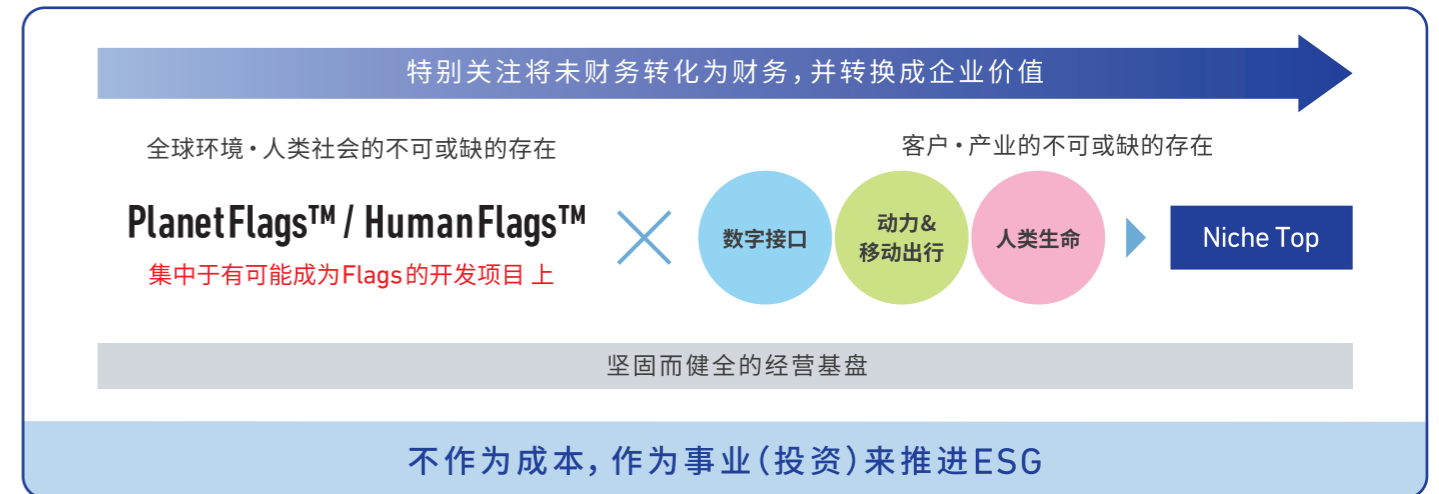 特别关注将未财务转化为财务，并转换成企业价值
全球环境・人类社会的不可或缺的存在
客户・产业的不可或缺的存在
PlanetFlags™ / HumanFlags™
集中于有可能成为Flags的开发项目 上
数字接口
动力&
移动出行
人类生命
Niche Top
坚固而健全的经营基盘
不作为成本，作为事业（投资）来推进ESG